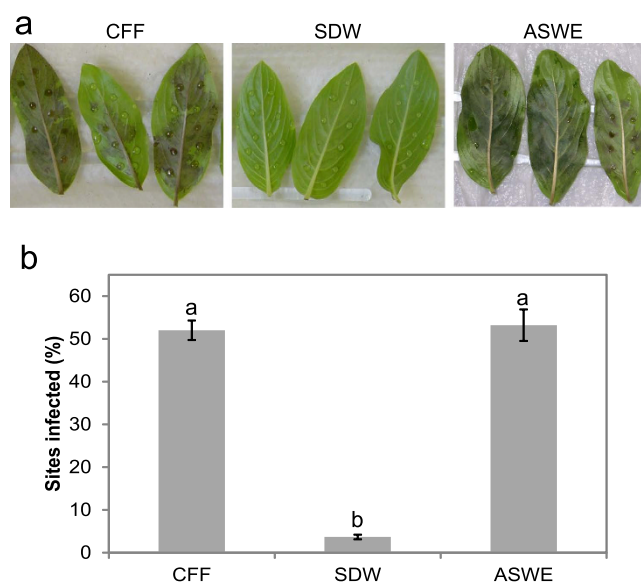 a
CFF SDW ASWE
b
Sites infected (%)
60
50
40
30
20
10
0
a
b
a
CFF SDW ASWE